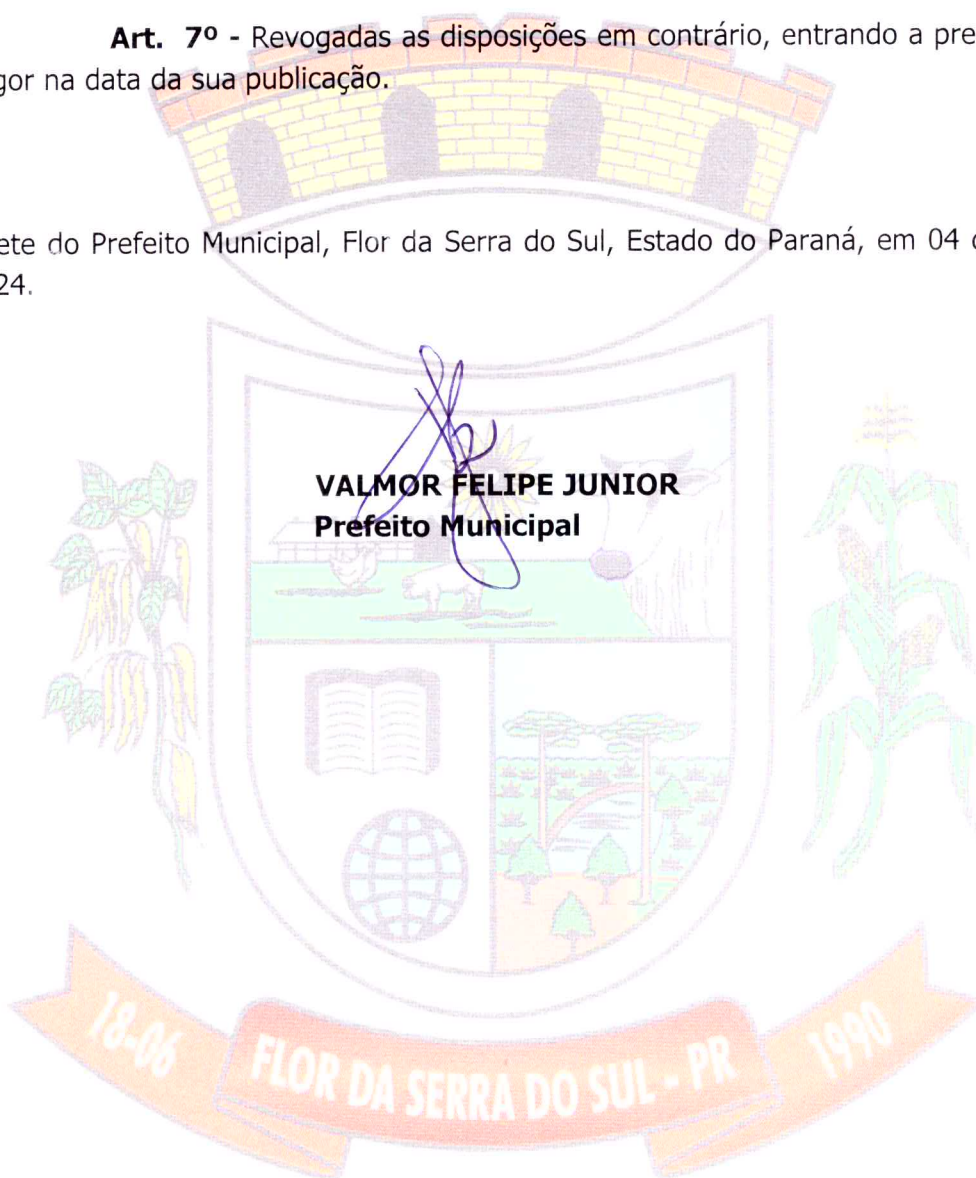 Art. 7º - Revogadas as disposições em contrário, entrando a pre
gor na data da sua publicação.
ete do Prefeito Municipal, Flor da Serra do Sul, Estado do Paraná, em 04 d
24.
VALMOR FELIPE JUNIOR
Prefeito Municipal
18-06
FLOR DA SERRA DO SUL - PR
1990